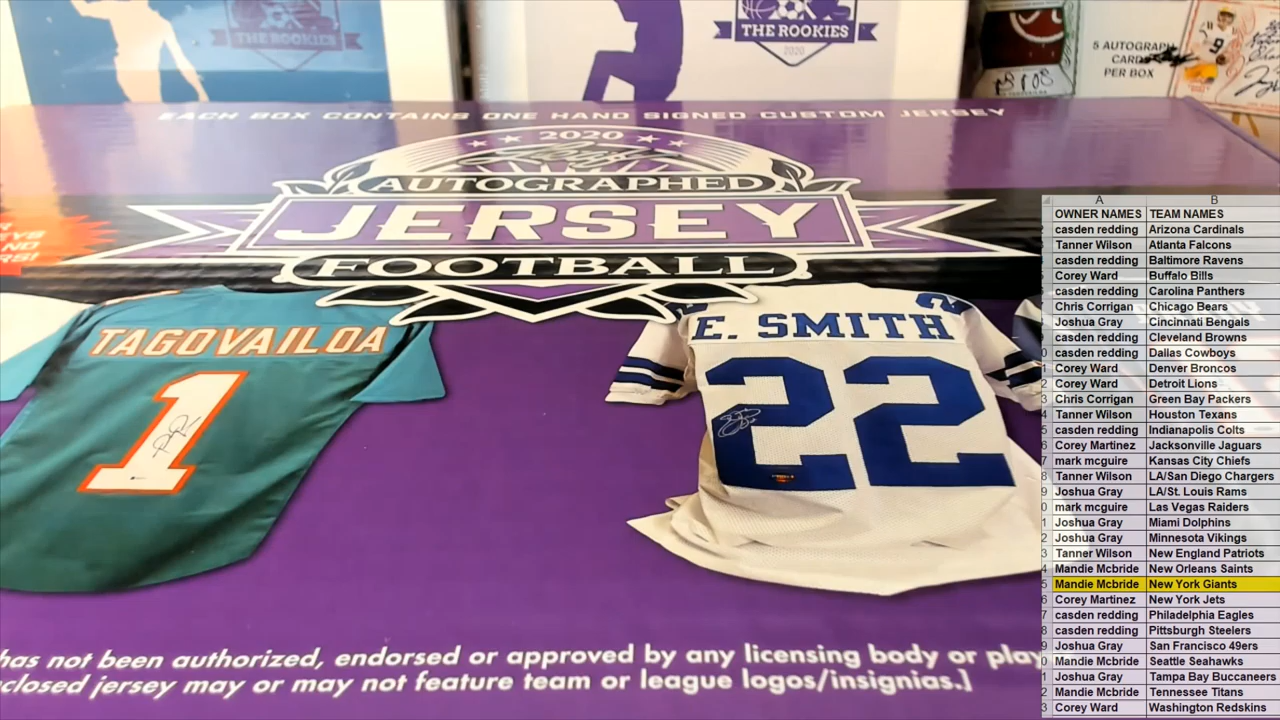 THE ROOKIES
THE ROOKIES
2020
5 AUTOGRAPH
CARDS
PER BOX
EACH BOX CONTAINS ONE HAND SIGNED CUSTOM JERSEY
2020
Leaf
AUTOGRAPHED
JERSEY
FOOTBALL
TAGOVAILOA
1
E. SMITH
22
22
has not been authorized, endorsed or approved by any licensing body or play
closed jersey may or may not feature team or league logos/insignias.]
A B
OWNER NAMES TEAM NAMES
casden redding Arizona Cardinals
Tanner Wilson Atlanta Falcons
casden redding Baltimore Ravens
Corey Ward Buffalo Bills
casden redding Carolina Panthers
Chris Corrigan Chicago Bears
Joshua Gray Cincinnati Bengals
casden redding Cleveland Browns
casden redding Dallas Cowboys
Corey Ward Denver Broncos
Corey Ward Detroit Lions
Chris Corrigan Green Bay Packers
Tanner Wilson Houston Texans
casden redding Indianapolis Colts
Corey Martinez Jacksonville Jaguars
mark mcguire Kansas City Chiefs
Tanner Wilson LA/San Diego Chargers
Joshua Gray LA/St. Louis Rams
mark mcguire Las Vegas Raiders
Joshua Gray Miami Dolphins
Joshua Gray Minnesota Vikings
Tanner Wilson New England Patriots
Mandie Mcbride New Orleans Saints
Mandie Mcbride New York Giants
Corey Martinez New York Jets
casden redding Philadelphia Eagles
casden redding Pittsburgh Steelers
Joshua Gray San Francisco 49ers
Mandie Mcbride Seattle Seahawks
Joshua Gray Tampa Bay Buccaneers
Mandie Mcbride Tennessee Titans
Corey Ward Washington Redskins